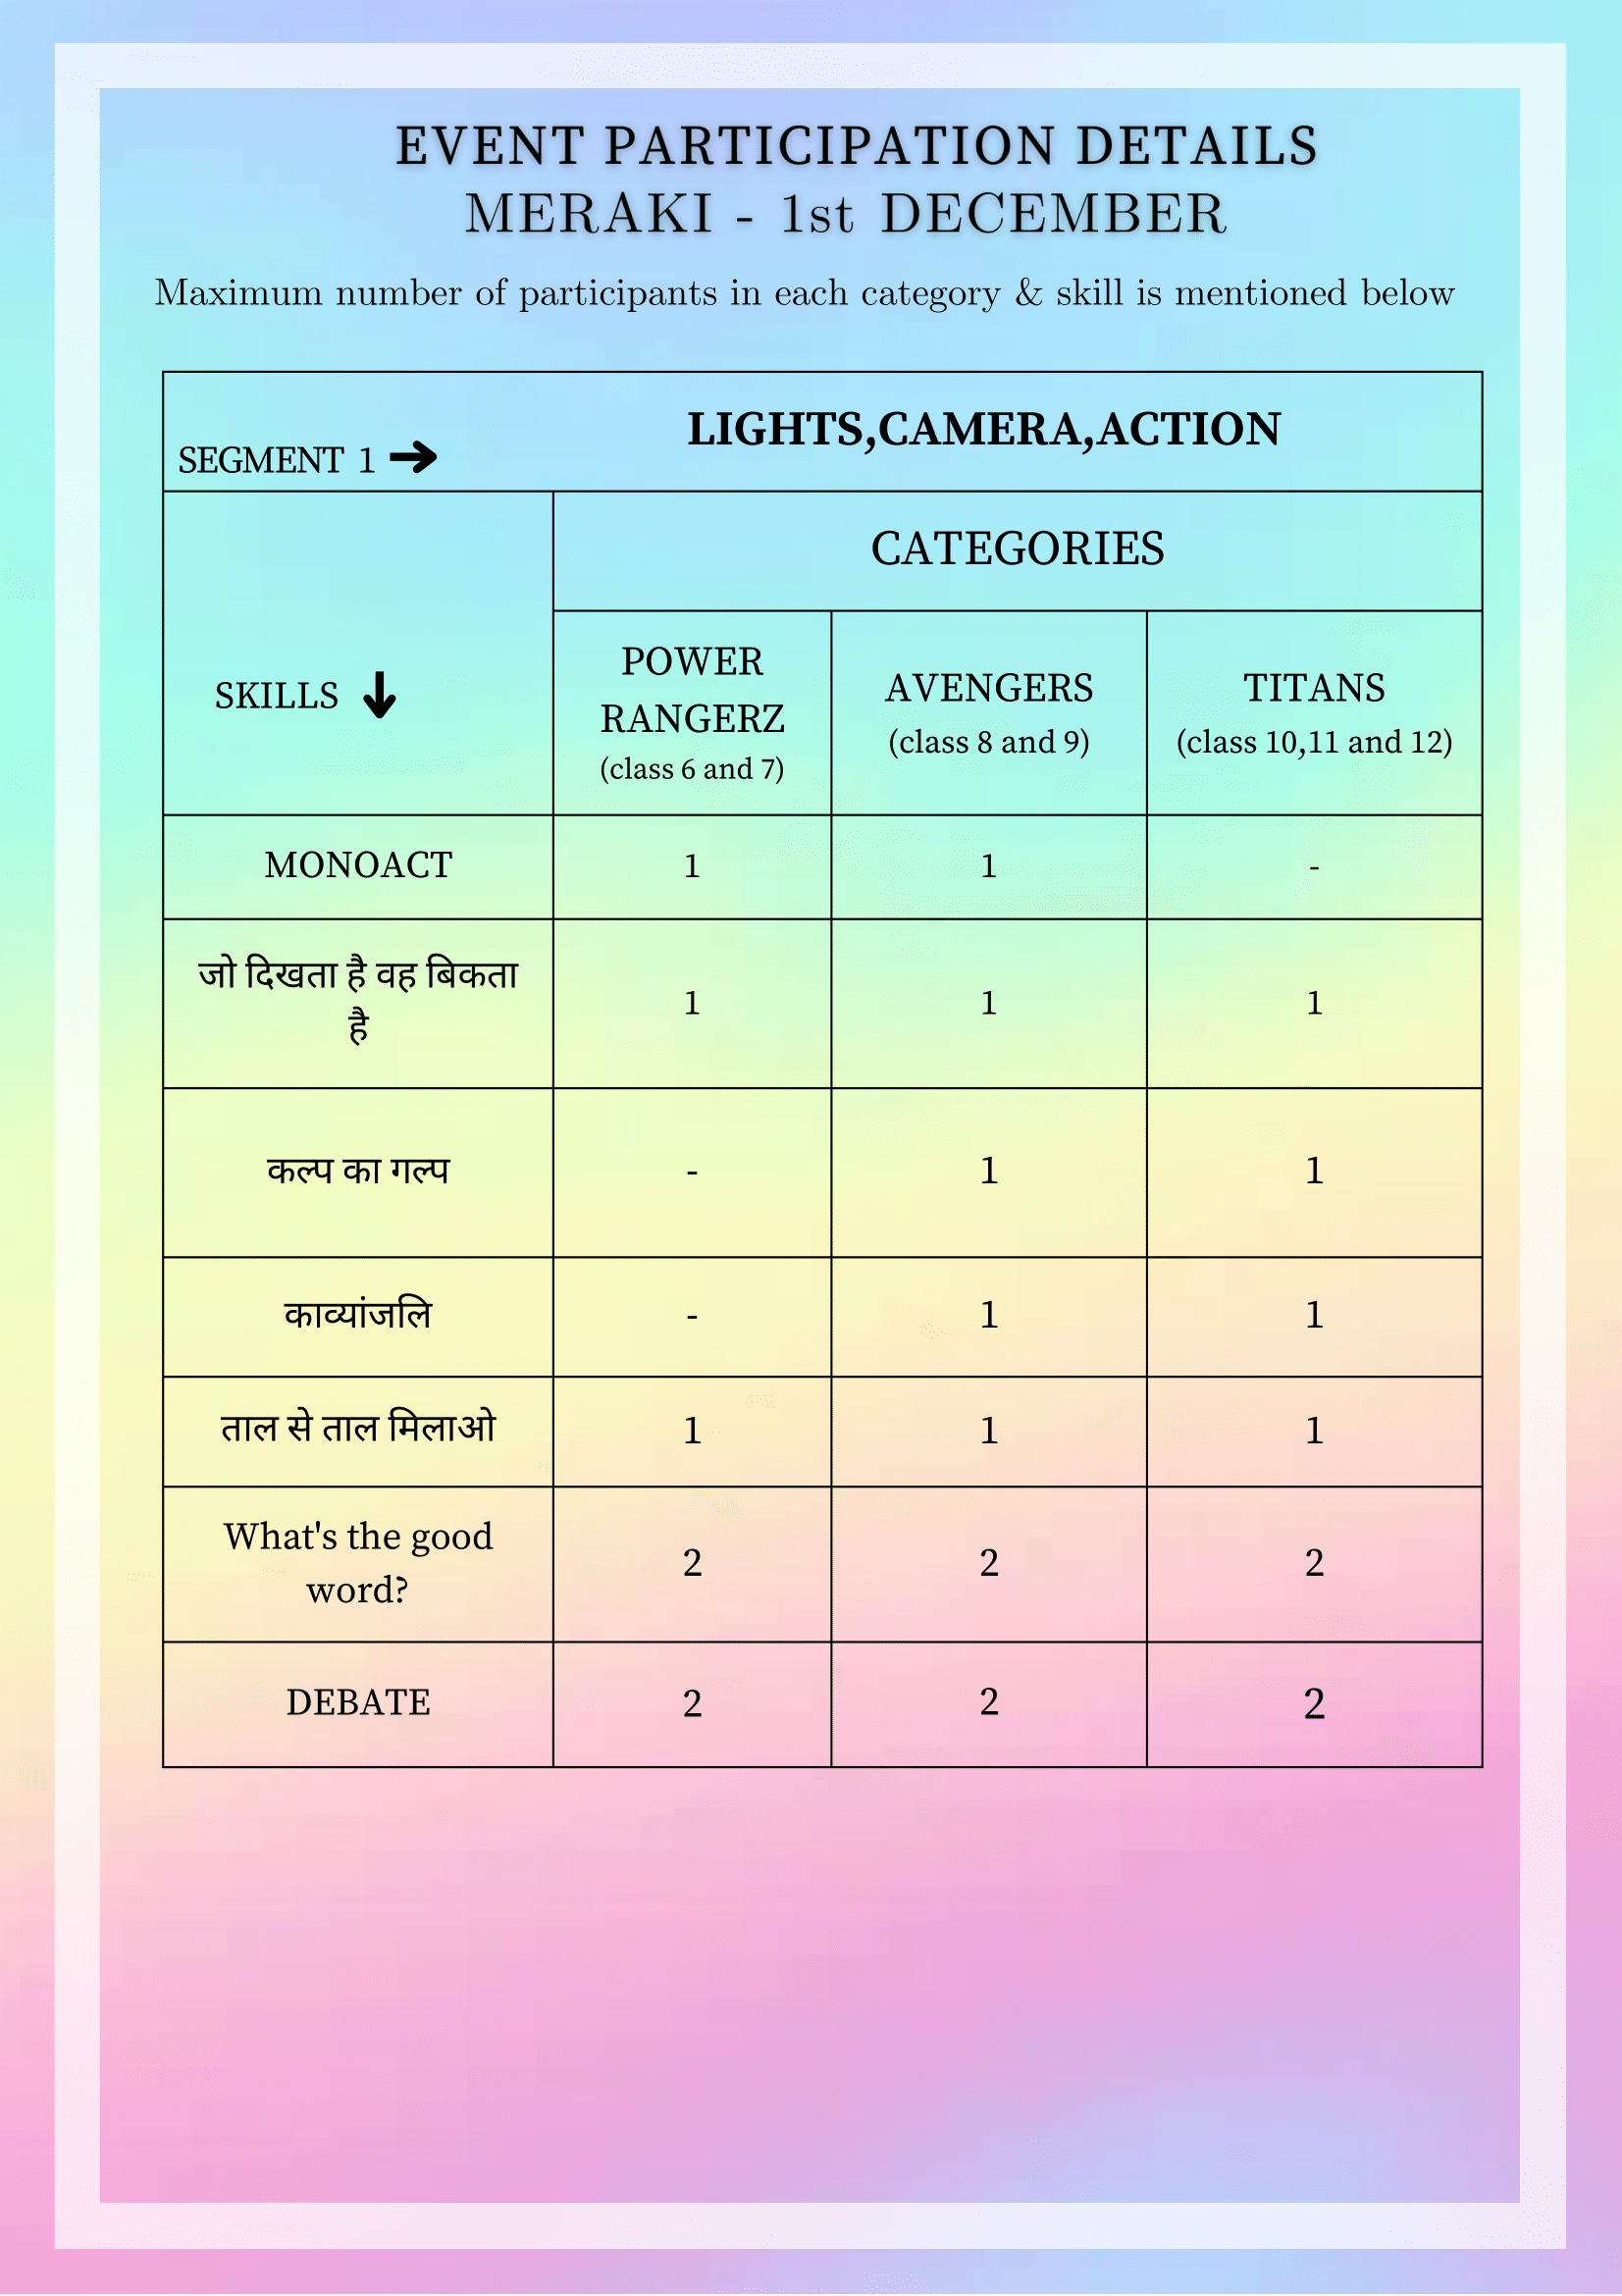 EVENT PARTICIPATION DETAILS
MERAKI - 1st DECEMBER
Maximum number of participants in each category & skill is mentioned below
LIGHTS,CAMERA,ACTION
SEGMENT 1
CATEGORIES
SKILLS
POWER
RANGERZ
(class 6 and 7)
AVENGERS
(class 8 and 9)
TITANS
(class 10,11 and 12)
MONOACT 1 1 -
जो दिखता है वह बिकता
है
1 1 1
कल्प का गल्प - 1 1
काव्यांजलि - 1 1
ताल से ताल मिलाओ 1 1 1
What's the good
word?
2 2 2
DEBATE 2 2 2